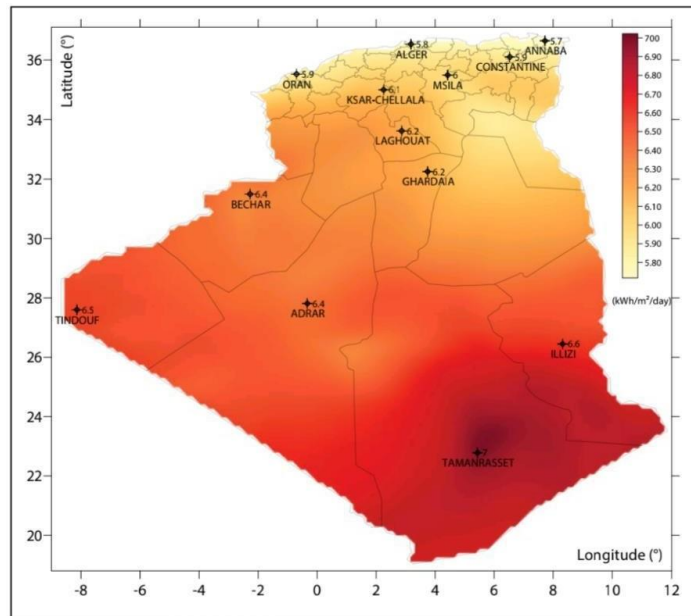 Latitude (°)
36
34
32
30
28
26
24
22
20
5.7
ANNABA
5.8
ALGER
5.9
CONSTANTINE
5.9
ORAN
6
MSILA
6.1
KSAR-CHELLALA
6.2
LAGHOUAT
6.2
GHARDAIA
6.4
BECHAR
6.4
ADRAR
6.5
TINDOUF
6.6
ILLIZI
7
TAMANRASSET
700
6.90
6.80
6.70
6.60
6.50
6.40
6.30
6.20
6.10
6.00
5.90
5.80
(kWh/m²/day)
Longitude (°)
-8 -6 -4 -2 0 2 4 6 8 10 12